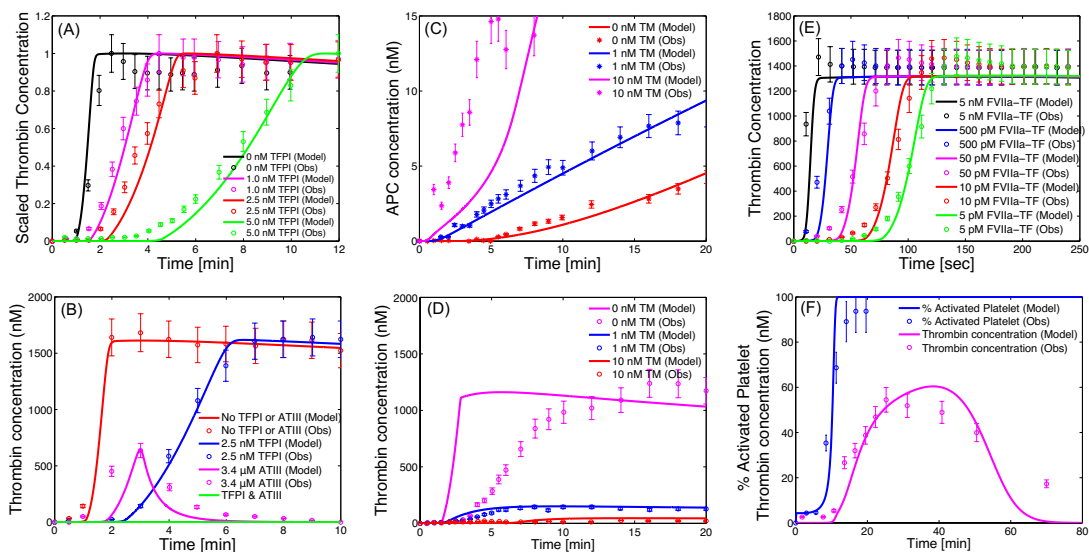 (A)
Scaled Thrombin Concentration
1
0.8
0.6
0.4
0.2
0
0 2 4 6 8 10 12
Time [min]
0 nM TFPI (Model)
0 nM TFPI (Obs)
1.0 nM TFPI (Model)
1.0 nM TFPI (Obs)
2.5 nM TFPI (Model)
2.5 nM TFPI (Obs)
5.0 nM TFPI (Model)
5.0 nM TFPI (Obs)
(C)
APC concentration (nM)
15
10
5
0
0 5 10 15 20
Time [min]
0 nM TM (Model)
0 nM TM (Obs)
1 nM TM (Model)
1 nM TM (Obs)
10 nM TM (Model)
10 nM TM (Obs)
(E)
Thrombin Concentration
1800
1600
1400
1200
1000
800
600
400
200
0
0 50 100 150 200 250
Time [sec]
5 nM FVIIa−TF (Model)
5 nM FVIIa−TF (Obs)
500 pM FVIIa−TF (Model)
500 pM FVIIa−TF (Obs)
50 pM FVIIa−TF (Model)
50 pM FVIIa−TF (Obs)
10 pM FVIIa−TF (Model)
10 pM FVIIa−TF (Obs)
5 pM FVIIa−TF (Model)
5 pM FVIIa−TF (Obs)
(B)
Thrombin concentration (nM)
2000
1500
1000
500
0
0 2 4 6 8 10
Time [min]
No TFPI or ATIII (Model)
No TFPI or ATIII (Obs)
2.5 nM TFPI (Model)
2.5 nM TFPI (Obs)
3.4 μM ATIII (Model)
3.4 μM ATIII (Obs)
TFPI & ATIII
(D)
Thrombin concentration (nM)
2000
1500
1000
500
0
0 5 10 15 20
Time [min]
0 nM TM (Model)
0 nM TM (Obs)
1 nM TM (Model)
1 nM TM (Obs)
10 nM TM (Model)
10 nM TM (Obs)
(F)
% Activated Platelet
Thrombin concentration (nM)
100
80
60
40
20
0
0 20 40 60 80
Time [min]
% Activated Platelet (Model)
% Activated Platelet (Obs)
Thrombin concentration (Model)
Thrombin concentration (Obs)